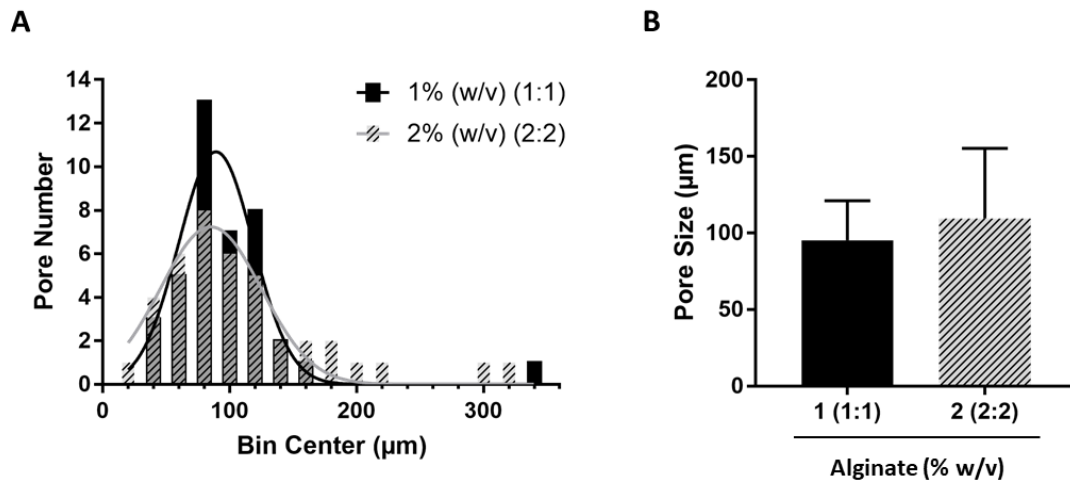 A
B
14
12
10
8
6
4
2
0
Pore Number
0
100
200
300
Bin Center (µm)
1% (w/v) (1:1)
2% (w/v) (2:2)
200
150
100
50
0
Pore Size (µm)
1 (1:1)
2 (2:2)
Alginate (% w/v)